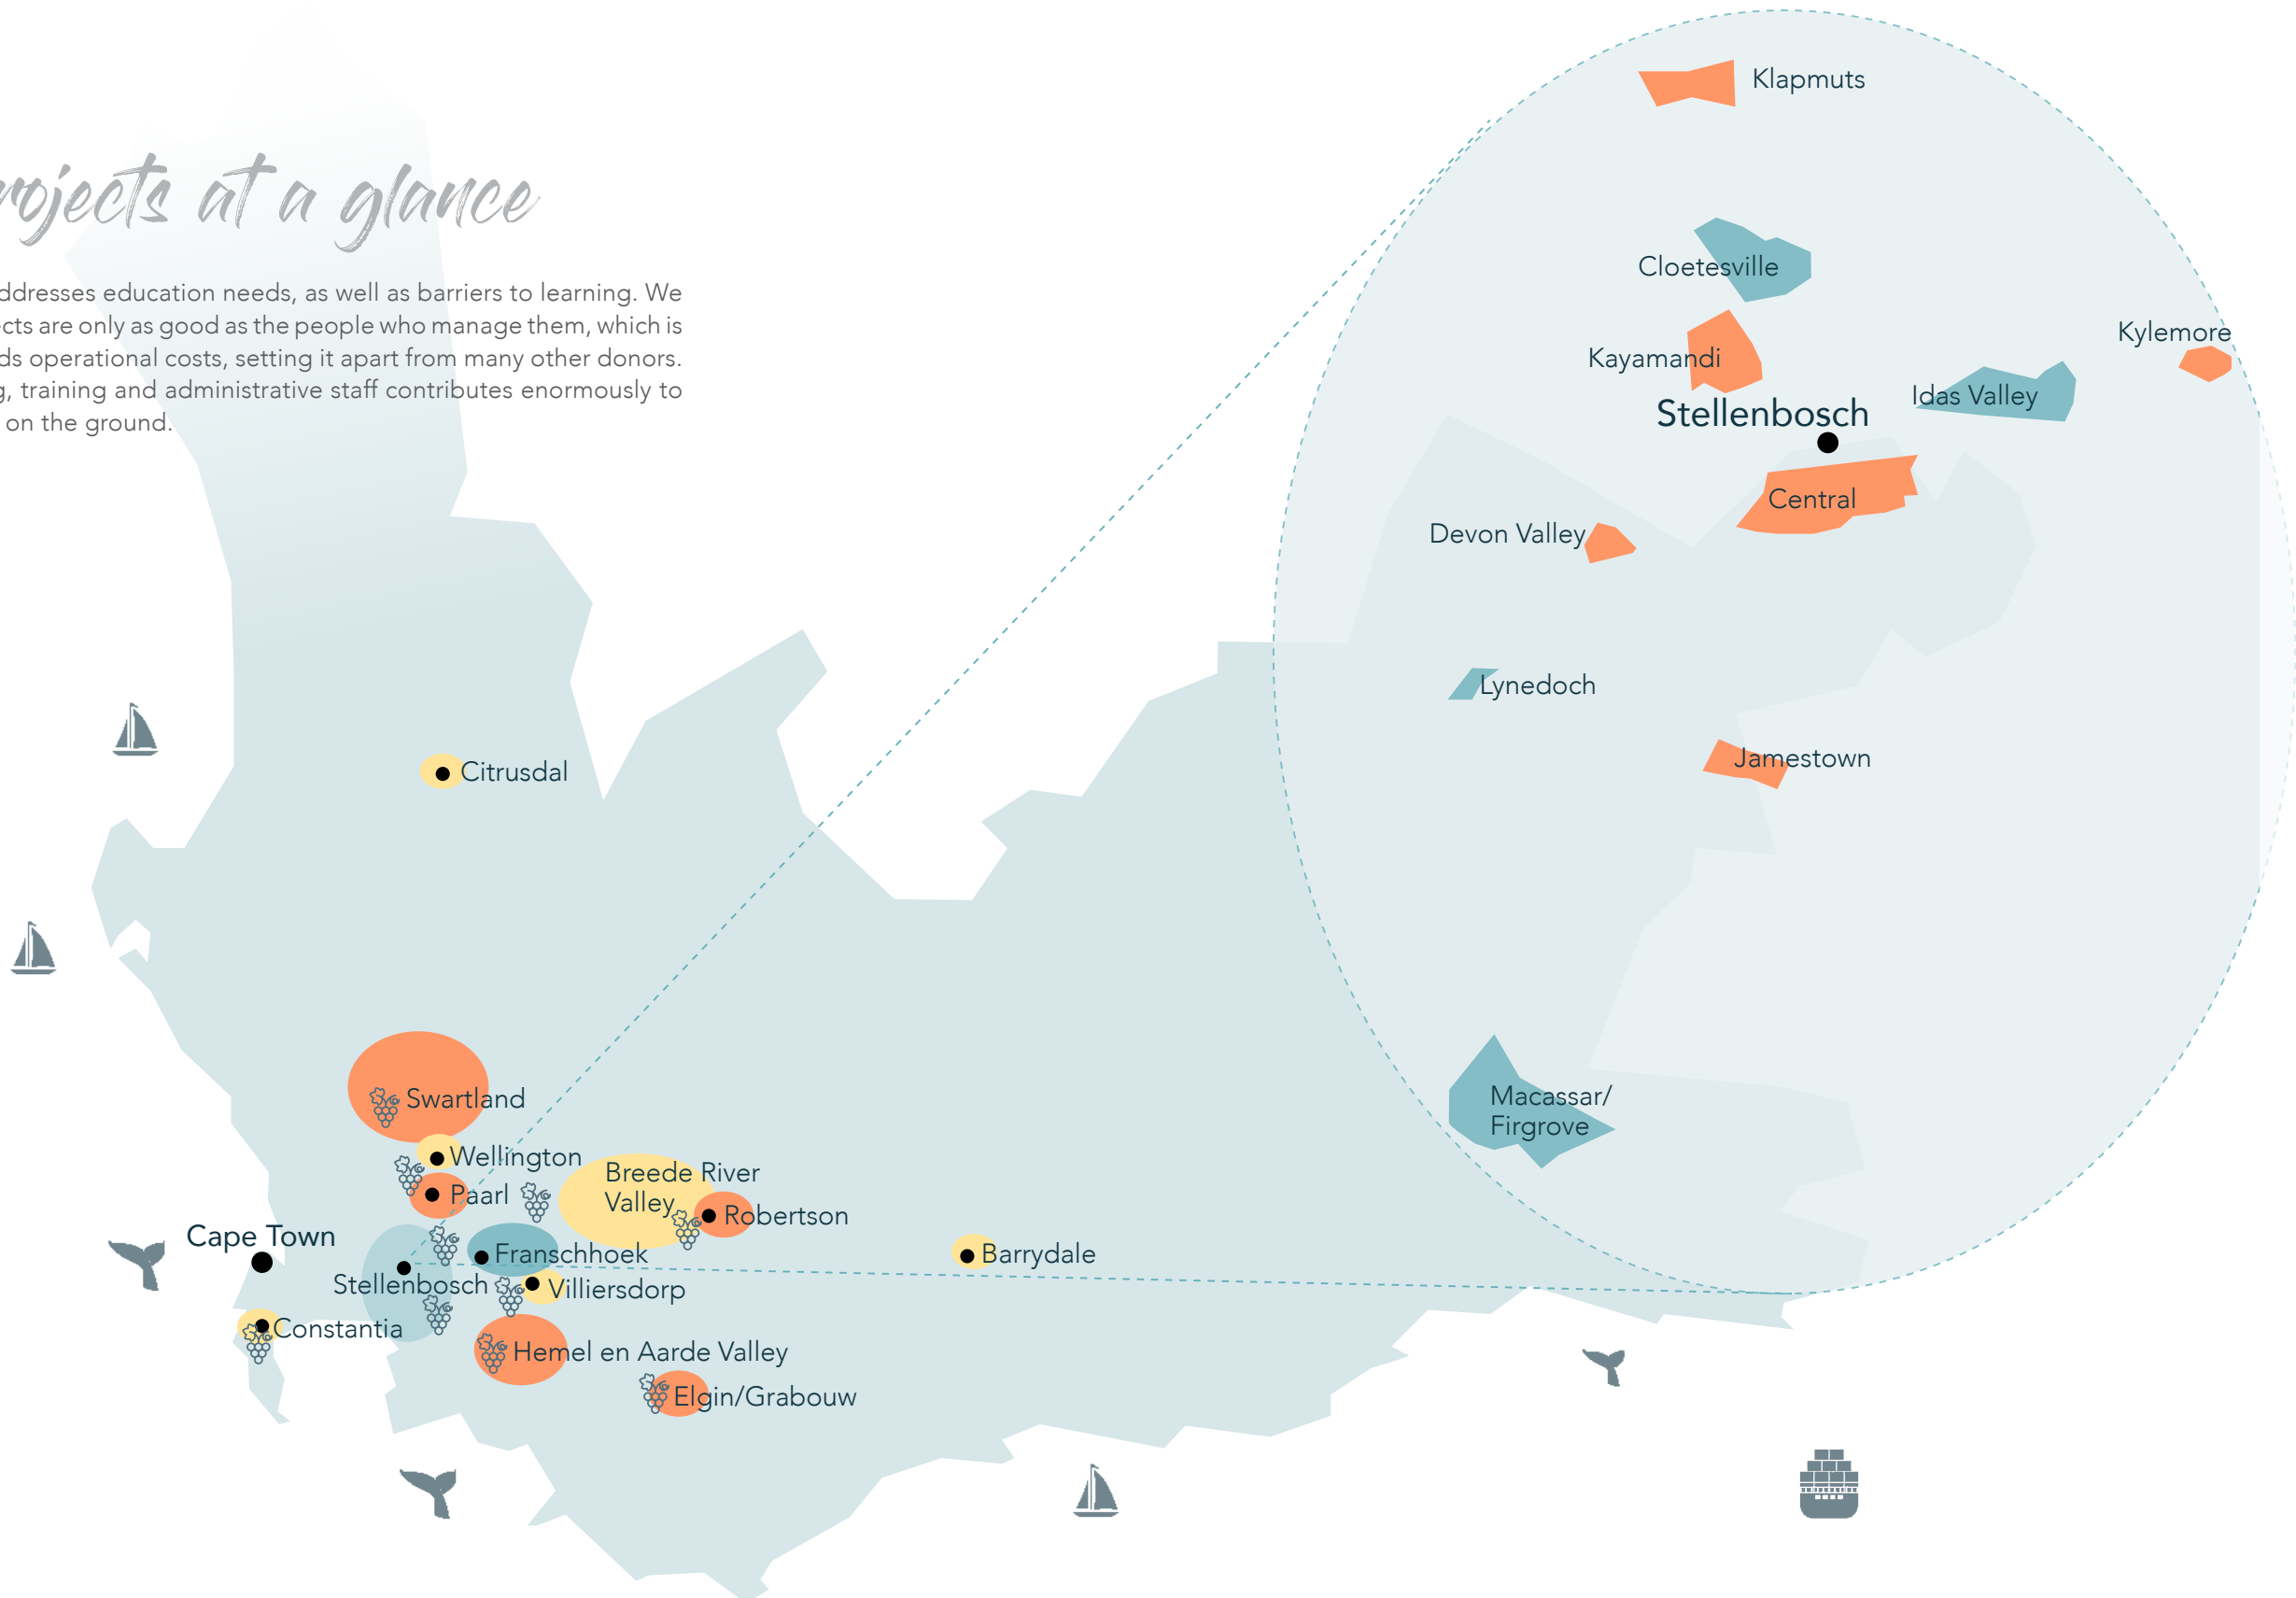 at a glance
addresses education needs, as well as barriers to learning. We
are only as good as the people who manage them, which is
operational costs, setting it apart from many other donors.
training and administrative staff contributes enormously to
on the ground.
Klapmuts
Cloetesville
Kylemore
Kayamandi
Idas Valley
Stellenbosch
Central
Devon Valley
Lynedoch
Jamestown
Citrusdal
Macassar/
Firgrove
Swartland
Wellington
Paarl
Breede River
Valley
Robertson
Cape Town
Franschhoek
Barrydale
Stellenbosch
Villiersdorp
Constantia
Hemel en Aarde Valley
Elgin/Grabouw